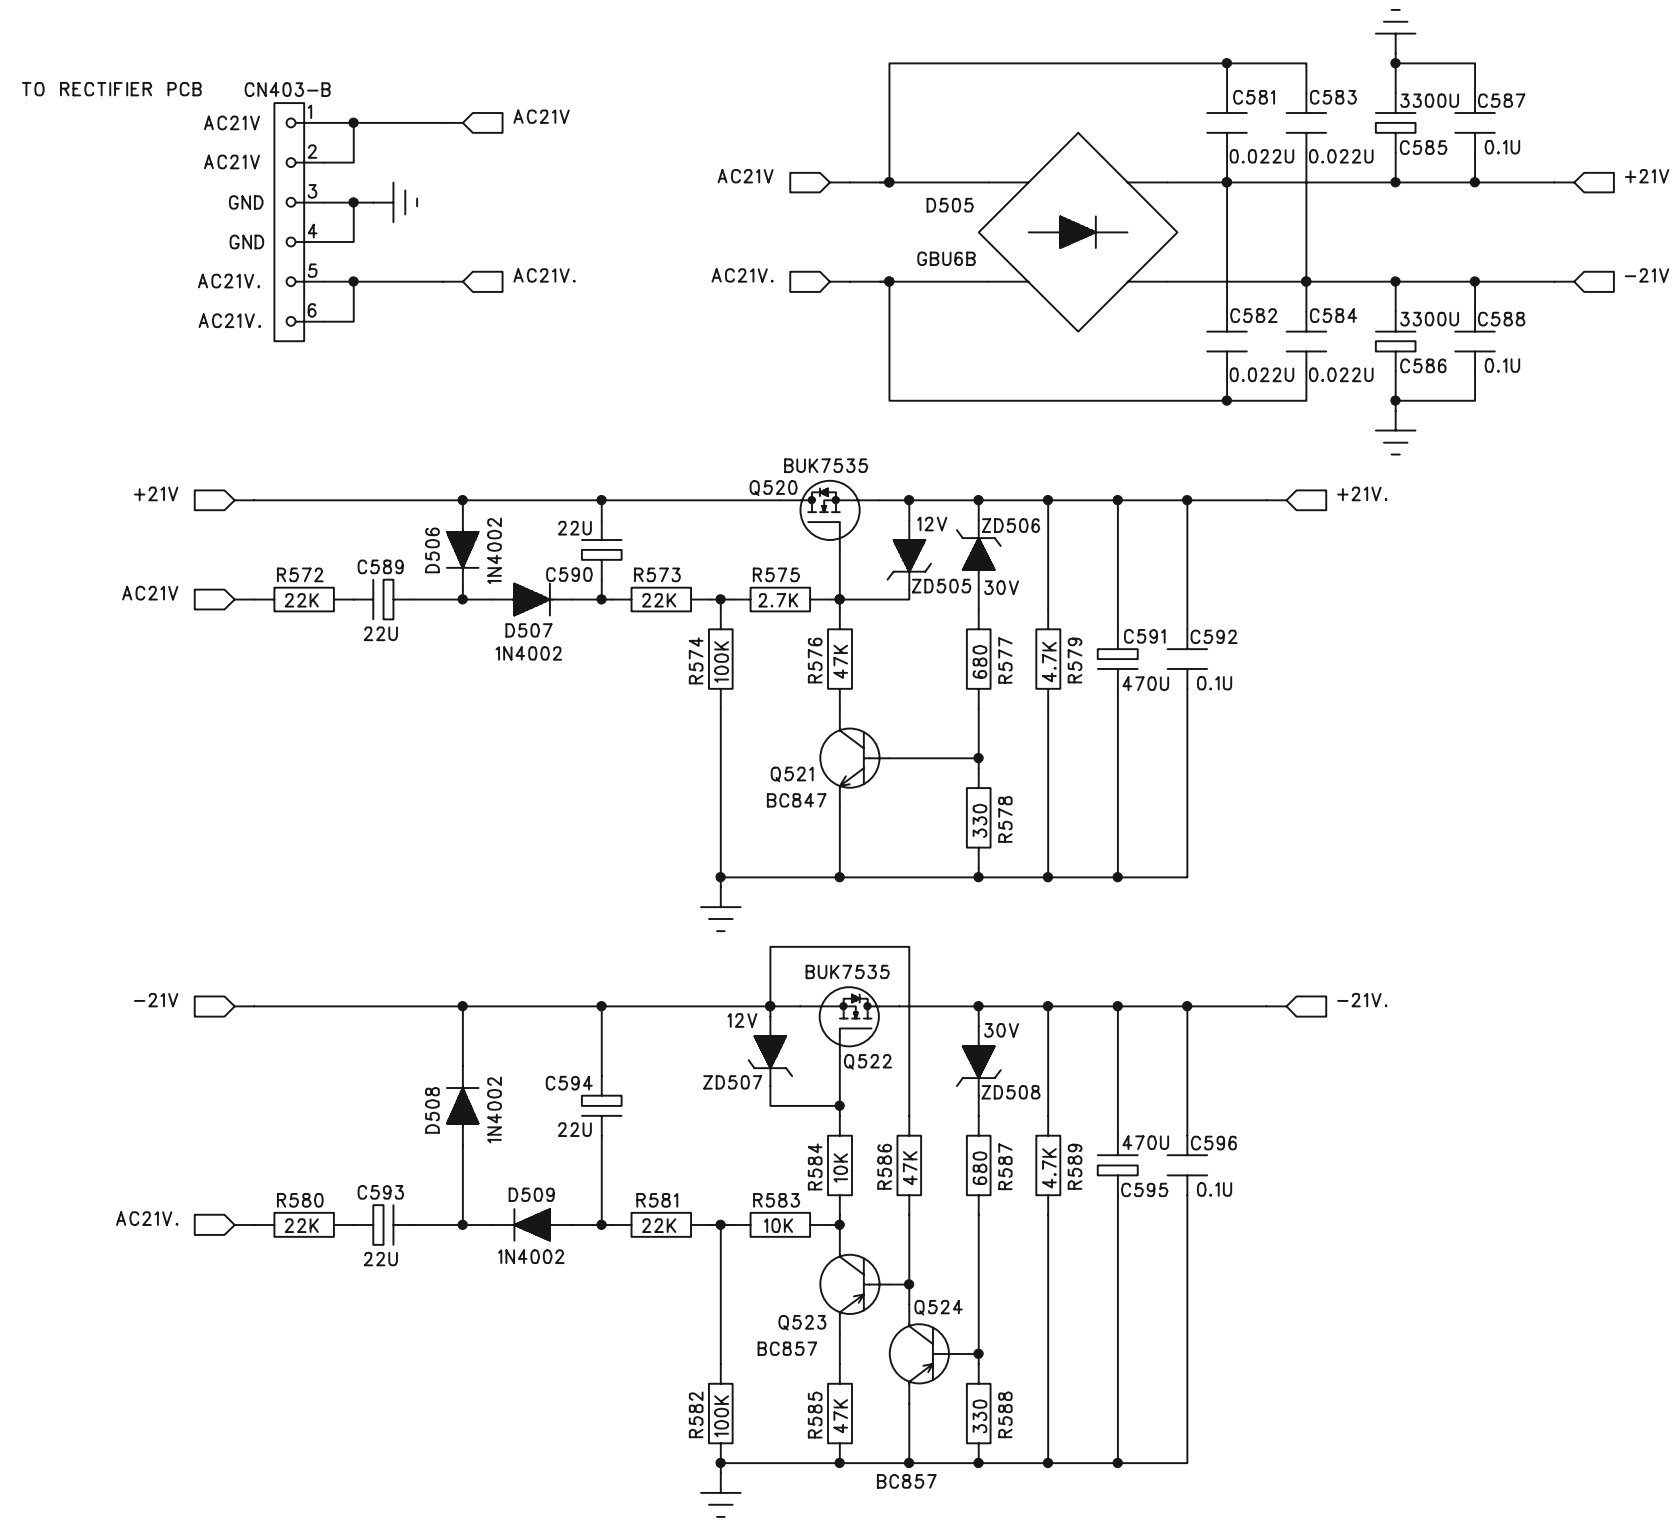 TO RECTIFIER PCB CN403-B
AC21V 1 AC21V
AC21V 2
GND 3
GND 4
AC21V. 5 AC21V.
AC21V. 6
C581 C583 3300U C587
0.022U 0.022U C585 0.1U
AC21V +21V
D505
GBU6B
AC21V. -21V
C582 C584 3300U C588
0.022U 0.022U C586 0.1U
BUK7535
Q520
+21V +21V.
D506
1N4002
22U
C590
12V
ZD505
ZD506
30V
AC21V
R572
22K
C589
22U
D507
1N4002
R573
22K
R575
2.7K
R574
100K
R576
47K
680
R577
4.7K
R579
C591
470U
C592
0.1U
Q521
BC847
330
R578
BUK7535
-21V -21V.
12V
ZD507
Q522
30V
ZD508
D508
1N4002
C594
22U
R584
10K
R586
47K
680
R587
4.7K
R589
470U
C595
C596
0.1U
AC21V.
R580
22K
C593
22U
D509
1N4002
R581
22K
R583
10K
Q523
BC857
Q524
R582
100K
R585
47K
330
R588
BC857